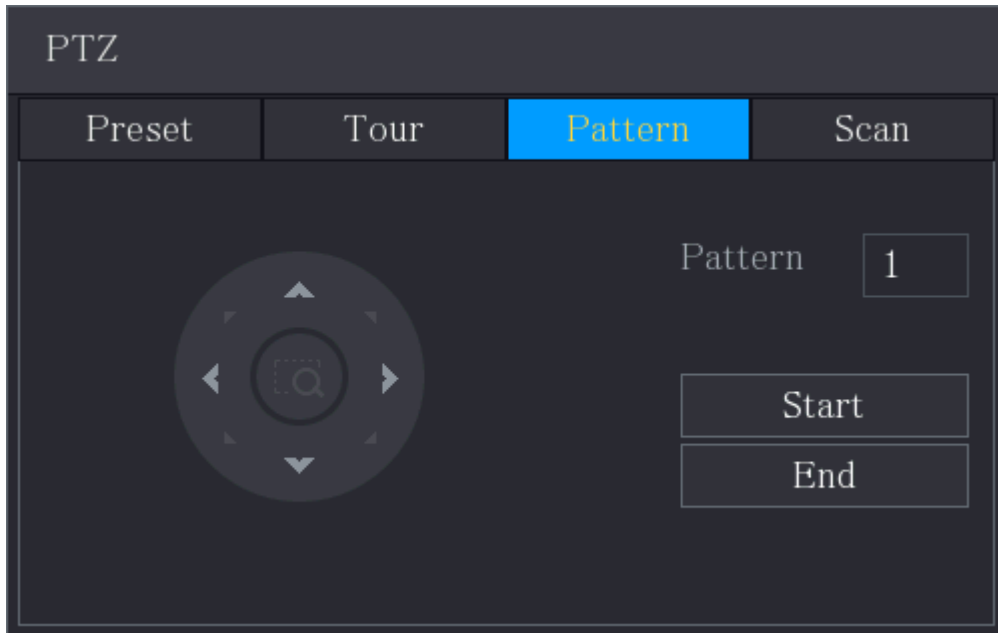 PTZ
Preset Tour Pattern Scan
Pattern 1
Start
End